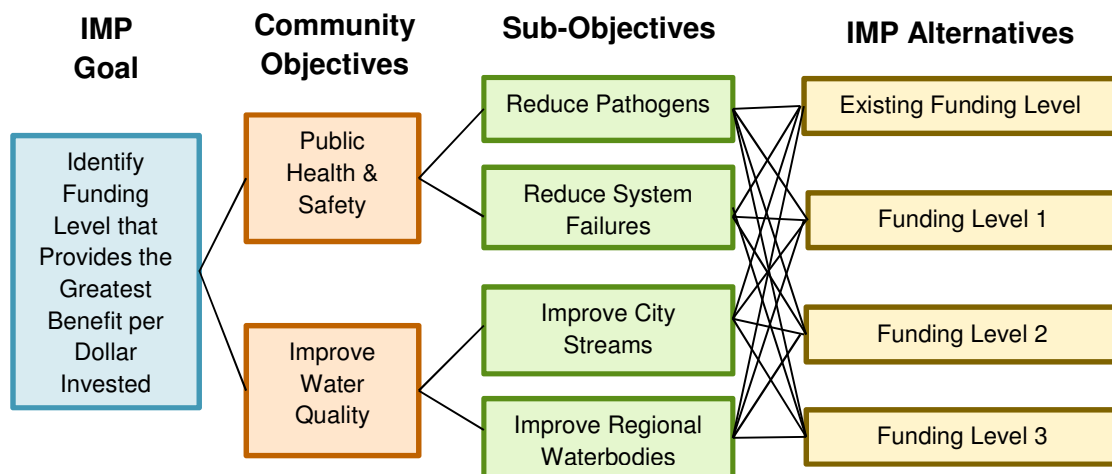 IMP
Goal
Community
Objectives
Sub-Objectives
IMP Alternatives
Identify
Funding
Level that
Provides the
Greatest
Benefit per
Dollar
Invested
Public
Health &
Safety
Improve
Water
Quality
Reduce Pathogens
Reduce System
Failures
Improve City
Streams
Improve Regional
Waterbodies
Existing Funding Level
Funding Level 1
Funding Level 2
Funding Level 3